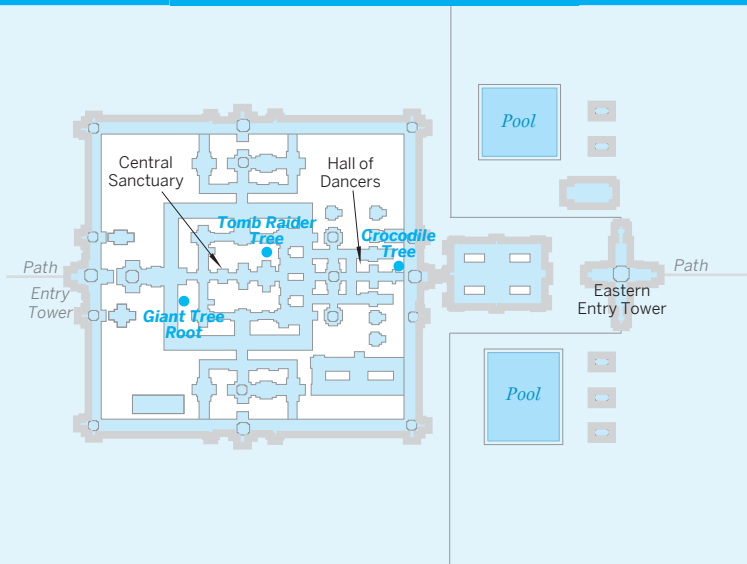 Pool
Central
Sanctuary
Hall of
Dancers
Tomb Raider
Tree
Crocodile
Tree
Path
Path
Entry
Tower
Eastern
Entry Tower
Giant Tree
Root
Pool